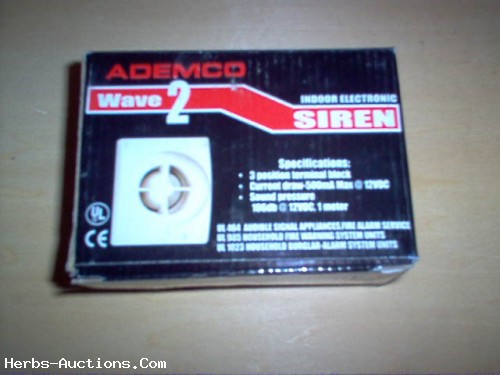 ADEMCO
Wave 2
INDOOR ELECTRONIC
SIREN
Specifications:
• 3 position terminal block
• Current draw-500mA Max @ 12VDC
• Sound pressure
106db @ 12VDC, 1 meter
UL
CE
UL 464 AUDIBLE SIGNAL APPLIANCES,FIRE ALARM SERVICE
UL 985 HOUSEHOLD FIRE WARNING SYSTEM UNITS
UL 1023 HOUSEHOLD BURGLAR-ALARM SYSTEM UNITS
Herbs-Auctions.Com